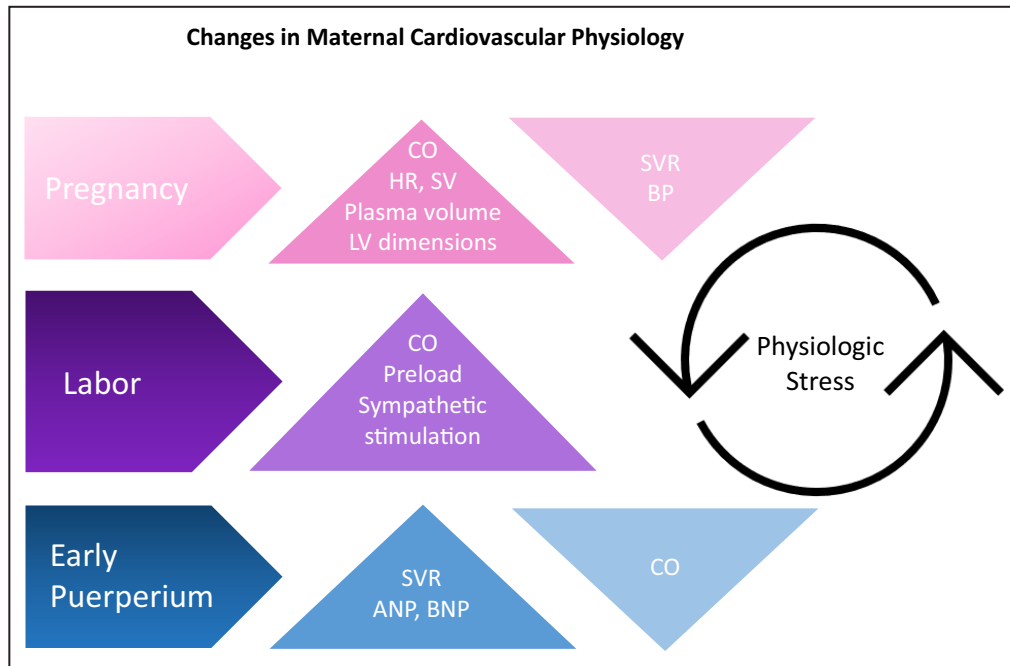 Changes in Maternal Cardiovascular Physiology
Pregnancy
CO
HR, SV
Plasma volume
LV dimensions
SVR
BP
Labor
CO
Preload
Sympathetic
stimulation
Physiologic
Stress
Early
Puerperium
SVR
ANP, BNP
CO